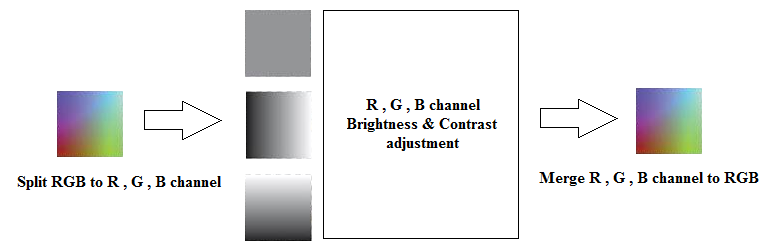 Split RGB to R , G , B channel
R , G , B channel
Brightness & Contrast
adjustment
Merge R , G , B channel to RGB